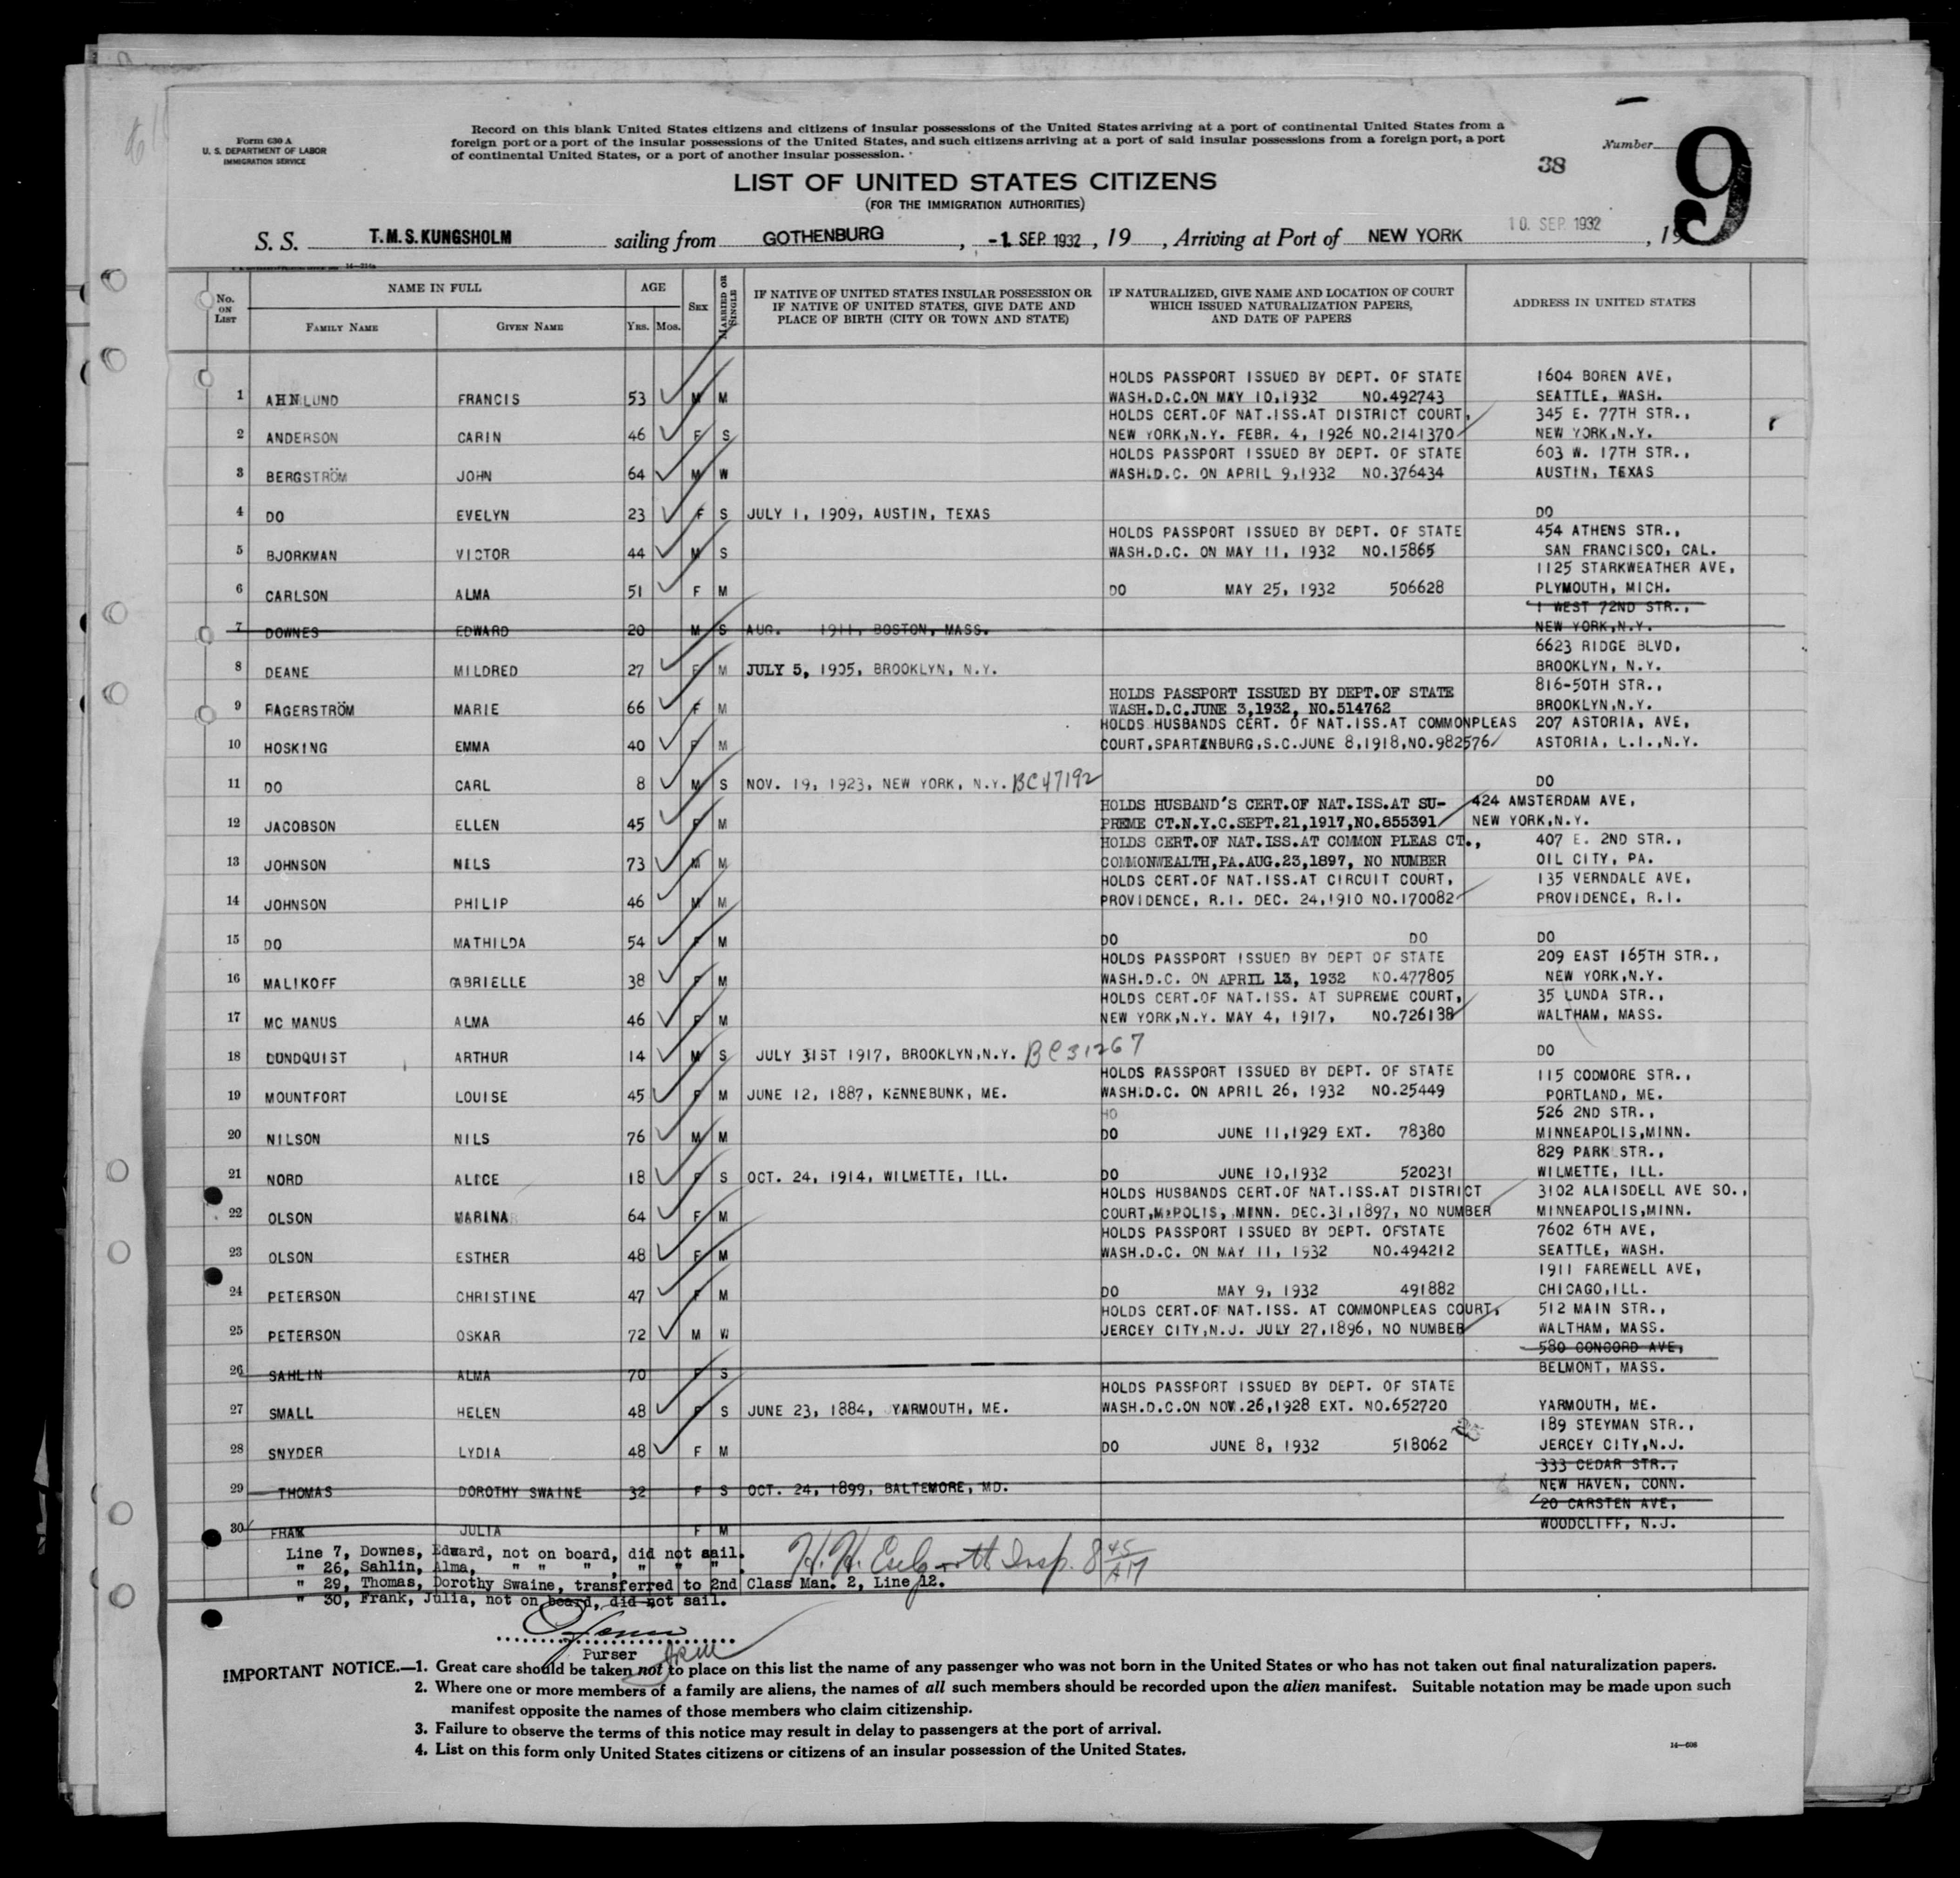 Form 630 A
U. S. DEPARTMENT OF LABOR
IMMIGRATION SERVICE
Record on this blank United States citizens and citizens of insular possessions of the United States arriving at a port of continental United States from a
foreign port or a port of the insular possessions of the United States, and such citizens arriving at a port of said insular possessions from a foreign port, a port
of continental United States, or a port of another insular possession.
Number
38
9
LIST OF UNITED STATES CITIZENS
(FOR THE IMMIGRATION AUTHORITIES)
S. S. T.M.S.KUNGSHOLM sailing from GOTHENBURG, -1 SEP. 1932, 19 , Arriving at Port of NEW YORK 10. SEP. 1932, 19
No. ON LIST
NAME IN FULL
FAMILY NAME
GIVEN NAME
AGE
YRS. MOS.
SEX
MARRIED OR SINGLE
IF NATIVE OF UNITED STATES INSULAR POSSESSION OR
IF NATIVE OF UNITED STATES, GIVE DATE AND
PLACE OF BIRTH (CITY OR TOWN AND STATE)
IF NATURALIZED, GIVE NAME AND LOCATION OF COURT
WHICH ISSUED NATURALIZATION PAPERS,
AND DATE OF PAPERS
ADDRESS IN UNITED STATES
HOLDS PASSPORT ISSUED BY DEPT. OF STATE 1604 BOREN AVE,
1 AHNLUND FRANCIS 53 M M WASH.D.C.ON MAY 10,1932 NO.492743 SEATTLE, WASH.
HOLDS CERT.OF NAT.ISS.AT DISTRICT COURT, 345 E. 77TH STR.,
2 ANDERSON CARIN 46 F S NEW YORK,N.Y. FEBR. 4, 1926 NO.2141370 NEW YORK,N.Y.
HOLDS PASSPORT ISSUED BY DEPT. OF STATE 603 W. 17TH STR.,
3 BERGSTRÖM JOHN 64 M W WASH.D.C. ON APRIL 9,1932 NO.376434 AUSTIN, TEXAS
4 DO EVELYN 23 F S JULY 1, 1909, AUSTIN, TEXAS DO
HOLDS PASSPORT ISSUED BY DEPT. OF STATE 454 ATHENS STR.,
5 BJORKMAN VICTOR 44 M S WASH.D.C. ON MAY 11, 1932 NO.15865 SAN FRANCISCO, CAL.
1125 STARKWEATHER AVE,
6 CARLSON ALMA 51 F M DO MAY 25, 1932 506628 PLYMOUTH, MICH.
1 WEST 72ND STR.,
7 DOWNES EDWARD 20 M S AUG. 1911, BOSTON, MASS. NEW YORK,N.Y.
6623 RIDGE BLVD,
8 DEANE MILDRED 27 F M JULY 5, 1905, BROOKLYN, N.Y. BROOKLYN, N.Y.
HOLDS PASSPORT ISSUED BY DEPT.OF STATE 816-50TH STR.,
9 FAGERSTRÖM MARIE 66 F M WASH.D.C.JUNE 3,1932, NO.514762 BROOKLYN,N.Y.
HOLDS HUSBANDS CERT. OF NAT.ISS.AT COMMONPLEAS 207 ASTORIA, AVE,
10 HOSKING EMMA 40 F M COURT,SPARTENBURG,S.C.JUNE 8,1918,NO.982576 ASTORIA, L.I.,N.Y.
11 DO CARL 8 M S NOV. 19, 1923, NEW YORK, N.Y. BC47192 DO
HOLDS HUSBAND'S CERT.OF NAT.ISS.AT SU- 424 AMSTERDAM AVE,
12 JACOBSON ELLEN 45 F M PREME CT.N.Y.C.SEPT.21,1917,NO.855391 NEW YORK,N.Y.
HOLDS CERT.OF NAT.ISS.AT COMMON PLEAS CT., 407 E. 2ND STR.,
13 JOHNSON NILS 73 M M COMMONWEALTH,PA.AUG.23,1897, NO NUMBER OIL CITY, PA.
HOLDS CERT.OF NAT.ISS.AT CIRCUIT COURT, 135 VERNDALE AVE,
14 JOHNSON PHILIP 46 M M PROVIDENCE, R.I. DEC. 24,1910 NO.170082 PROVIDENCE, R.I.
15 DO MATHILDA 54 F M DO DO DO
HOLDS PASSPORT ISSUED BY DEPT OF STATE 209 EAST 165TH STR.,
16 MALIKOFF GABRIELLE 38 F M WASH.D.C. ON APRIL 13, 1932 NO.477805 NEW YORK,N.Y.
HOLDS CERT.OF NAT.ISS. AT SUPREME COURT, 35 LUNDA STR.,
17 MC MANUS ALMA 46 F M NEW YORK,N.Y. MAY 4, 1917, NO.726138 WALTHAM, MASS.
18 LUNDQUIST ARTHUR 14 M S JULY 31ST 1917, BROOKLYN,N.Y. BC31267 DO
HOLDS PASSPORT ISSUED BY DEPT. OF STATE 115 CODMORE STR.,
19 MOUNTFORT LOUISE 45 F M JUNE 12, 1887, KENNEBUNK, ME. WASH.D.C. ON APRIL 26, 1932 NO.25449 PORTLAND, ME.
HO 526 2ND STR.,
20 NILSON NILS 76 M M DO JUNE 11,1929 EXT. 78380 MINNEAPOLIS,MINN.
829 PARK STR.,
21 NORD ALICE 18 F S OCT. 24, 1914, WILMETTE, ILL. DO JUNE 10,1932 520231 WILMETTE, ILL.
HOLDS HUSBANDS CERT.OF NAT.ISS.AT DISTRICT 3102 ALAISDELL AVE SO.,
22 OLSON MARINA 64 F M COURT,M.POLIS, MINN. DEC.31,1897, NO NUMBER MINNEAPOLIS,MINN.
HOLDS PASSPORT ISSUED BY DEPT. OFSTATE 7602 6TH AVE,
23 OLSON ESTHER 48 F M WASH.D.C. ON MAY 11, 1932 NO.494212 SEATTLE, WASH.
1911 FAREWELL AVE,
24 PETERSON CHRISTINE 47 F M DO MAY 9, 1932 491882 CHICAGO,ILL.
HOLDS CERT.OF NAT.ISS. AT COMMONPLEAS COURT, 512 MAIN STR.,
25 PETERSON OSKAR 72 M W JERCEY CITY,N.J. JULY 27,1896, NO NUMBER WALTHAM, MASS.
580 CONCORD AVE,
26 SAHLIN ALMA 70 F S BELMONT, MASS.
HOLDS PASSPORT ISSUED BY DEPT. OF STATE
27 SMALL HELEN 48 F S JUNE 23, 1884, YARMOUTH, ME. WASH.D.C.ON NOV.26,1928 EXT. NO.652720 YARMOUTH, ME.
189 STEYMAN STR.,
28 SNYDER LYDIA 48 F M DO JUNE 8, 1932 518062 JERCEY CITY,N.J.
333 CEDAR STR.,
29 THOMAS DOROTHY SWAINE 32 F S OCT. 24, 1899, BALTEMORE, MD. NEW HAVEN, CONN.
20 CARSTEN AVE,
30 FRAK JULIA F M WOODCLIFF, N.J.
Line 7, Downes, Edward, not on board, did not sail.
" 26, Sahlin, Alma, " " " , " " " .
" 29, Thomas, Dorothy Swaine, transferred to 2nd Class Man. 2, Line 12.
" 30, Frank, Julia, not on board, did not sail.
H. H. Insp. 8 45 AM
Purser
IMPORTANT NOTICE.—1. Great care should be taken not to place on this list the name of any passenger who was not born in the United States or who has not taken out final naturalization papers.
2. Where one or more members of a family are aliens, the names of all such members should be recorded upon the alien manifest. Suitable notation may be made upon such
manifest opposite the names of those members who claim citizenship.
3. Failure to observe the terms of this notice may result in delay to passengers at the port of arrival.
4. List on this form only United States citizens or citizens of an insular possession of the United States.
14—608